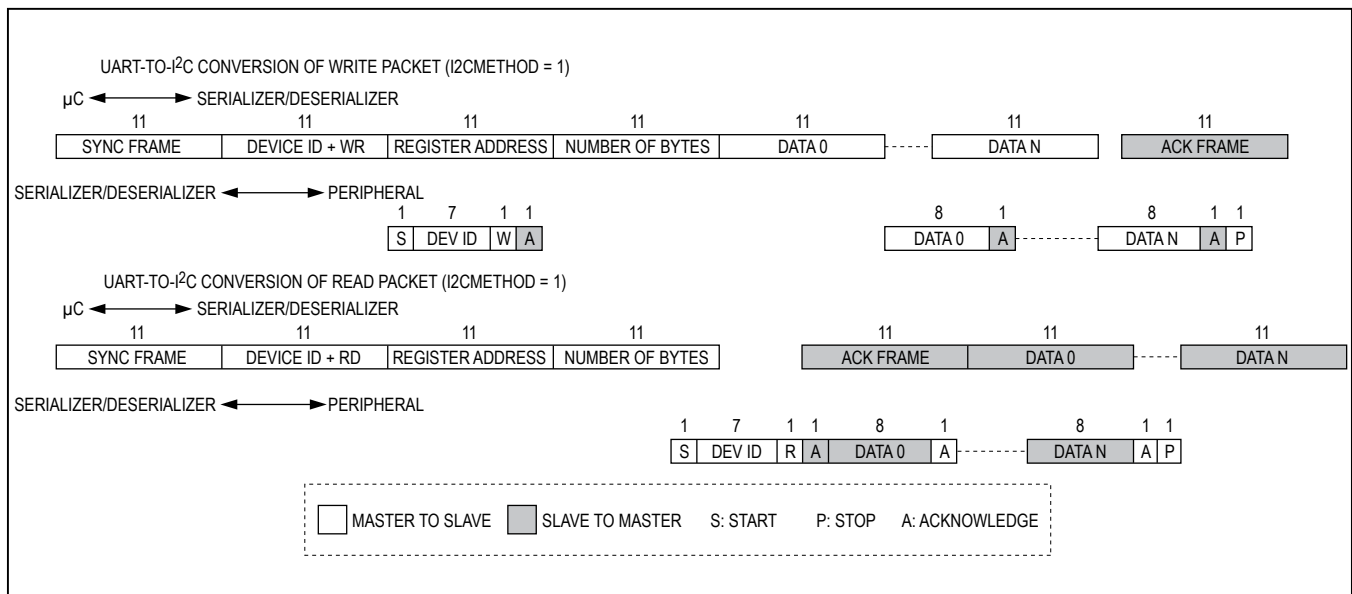 UART-TO-I2C CONVERSION OF WRITE PACKET (I2CMETHOD = 1)
µC SERIALIZER/DESERIALIZER
11 11 11 11 11 11 11
SYNC FRAME DEVICE ID + WR REGISTER ADDRESS NUMBER OF BYTES DATA 0 DATA N ACK FRAME
SERIALIZER/DESERIALIZER PERIPHERAL
1 7 1 1 8 1 8 1 1
S DEV ID W A DATA 0 A DATA N A P
UART-TO-I2C CONVERSION OF READ PACKET (I2CMETHOD = 1)
µC SERIALIZER/DESERIALIZER
11 11 11 11 11 11 11
SYNC FRAME DEVICE ID + RD REGISTER ADDRESS NUMBER OF BYTES ACK FRAME DATA 0 DATA N
SERIALIZER/DESERIALIZER PERIPHERAL
1 7 1 1 8 1 8 1 1
S DEV ID R A DATA 0 A DATA N A P
MASTER TO SLAVE SLAVE TO MASTER S: START P: STOP A: ACKNOWLEDGE